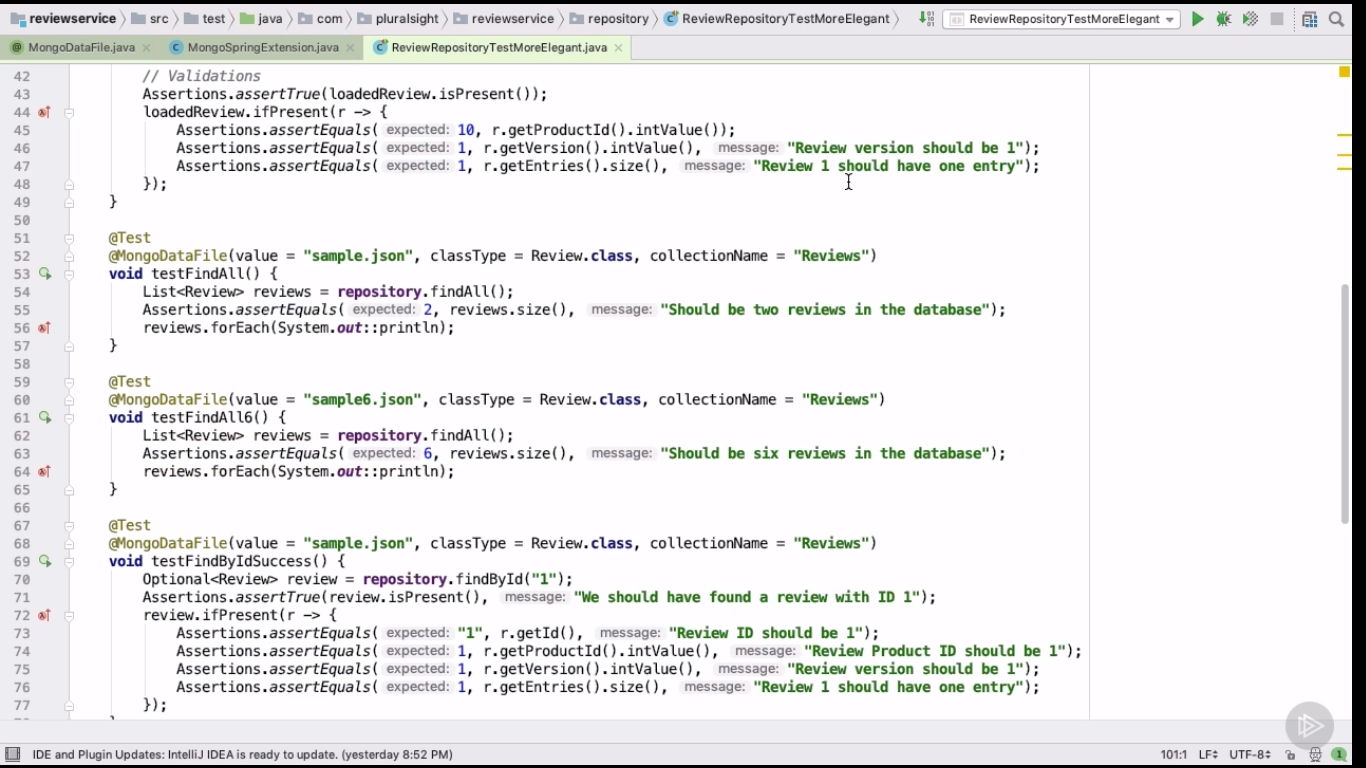 reviewservice src test java com pluralsight reviewservice repository ReviewRepositoryTestMoreElegant ReviewRepositoryTestMoreElegant
MongoDataFile.java MongoSpringExtension.java ReviewRepositoryTestMoreElegant.java
42 // Validations
43 Assertions.assertTrue(loadedReview.isPresent());
44 loadedReview.ifPresent(r -> {
45 Assertions.assertEquals( expected: 10, r.getProductId().intValue());
46 Assertions.assertEquals( expected: 1, r.getVersion().intValue(), message: "Review version should be 1");
47 Assertions.assertEquals( expected: 1, r.getEntries().size(), message: "Review 1 should have one entry");
48 });
49 }
50
51 @Test
52 @MongoDataFile(value = "sample.json", classType = Review.class, collectionName = "Reviews")
53 void testFindAll() {
54 List<Review> reviews = repository.findAll();
55 Assertions.assertEquals( expected: 2, reviews.size(), message: "Should be two reviews in the database");
56 reviews.forEach(System.out::println);
57 }
58
59 @Test
60 @MongoDataFile(value = "sample6.json", classType = Review.class, collectionName = "Reviews")
61 void testFindAll6() {
62 List<Review> reviews = repository.findAll();
63 Assertions.assertEquals( expected: 6, reviews.size(), message: "Should be six reviews in the database");
64 reviews.forEach(System.out::println);
65 }
66
67 @Test
68 @MongoDataFile(value = "sample.json", classType = Review.class, collectionName = "Reviews")
69 void testFindByIdSuccess() {
70 Optional<Review> review = repository.findById("1");
71 Assertions.assertTrue(review.isPresent(), message: "We should have found a review with ID 1");
72 review.ifPresent(r -> {
73 Assertions.assertEquals( expected: "1", r.getId(), message: "Review ID should be 1");
74 Assertions.assertEquals( expected: 1, r.getProductId().intValue(), message: "Review Product ID should be 1");
75 Assertions.assertEquals( expected: 1, r.getVersion().intValue(), message: "Review version should be 1");
76 Assertions.assertEquals( expected: 1, r.getEntries().size(), message: "Review 1 should have one entry");
77 });
IDE and Plugin Updates: IntelliJ IDEA is ready to update. (yesterday 8:52 PM) 101:1 LF UTF-8 1